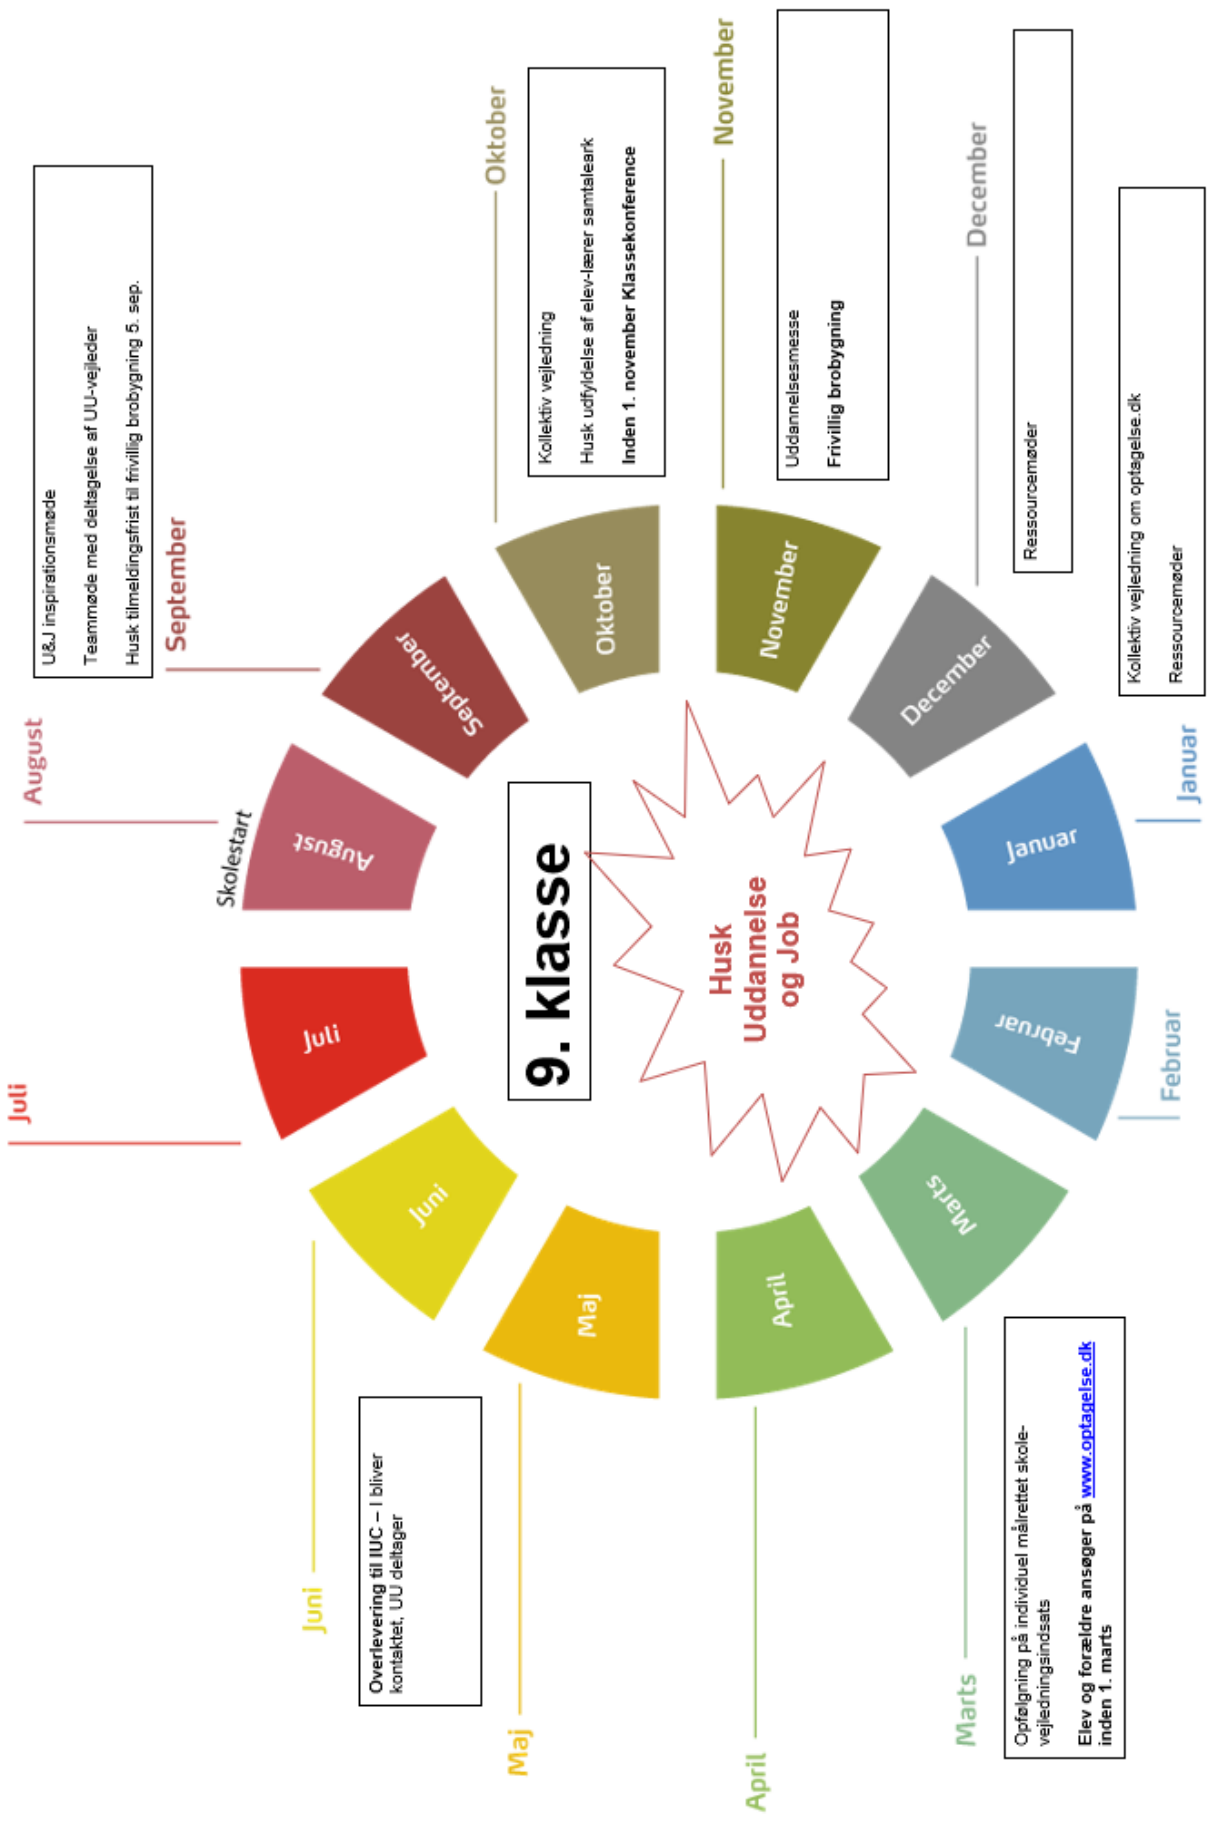 Juli
August
Skolestart
September
U&J inspirationsmøde
Teammøde med deltagelse af UU-vejleder
Husk tilmeldingsfrist til frivillig brobygning 5. sep.
Oktober
Kollektiv vejledning
Husk udfyldelse af elev-lærer samtaleark
Inden 1. november Klassekonference
November
Uddannelsesmesse
Frivillig brobygning
December
Ressourcemøder
Januar
Kollektiv vejledning om optagelse.dk
Ressourcemøder
Februar
Marts
Opfølgning på individuel målrettet skole-
vejledningsindsats
Elev og forældre ansøger på www.optagelse.dk
inden 1. marts
April
Maj
Overlevering til IUC – I bliver
kontaktet, UU deltager
Juni
9. klasse
Husk
Uddannelse
og Job
Juli
August
September
Oktober
November
December
Januar
Februar
Marts
April
Maj
Juni